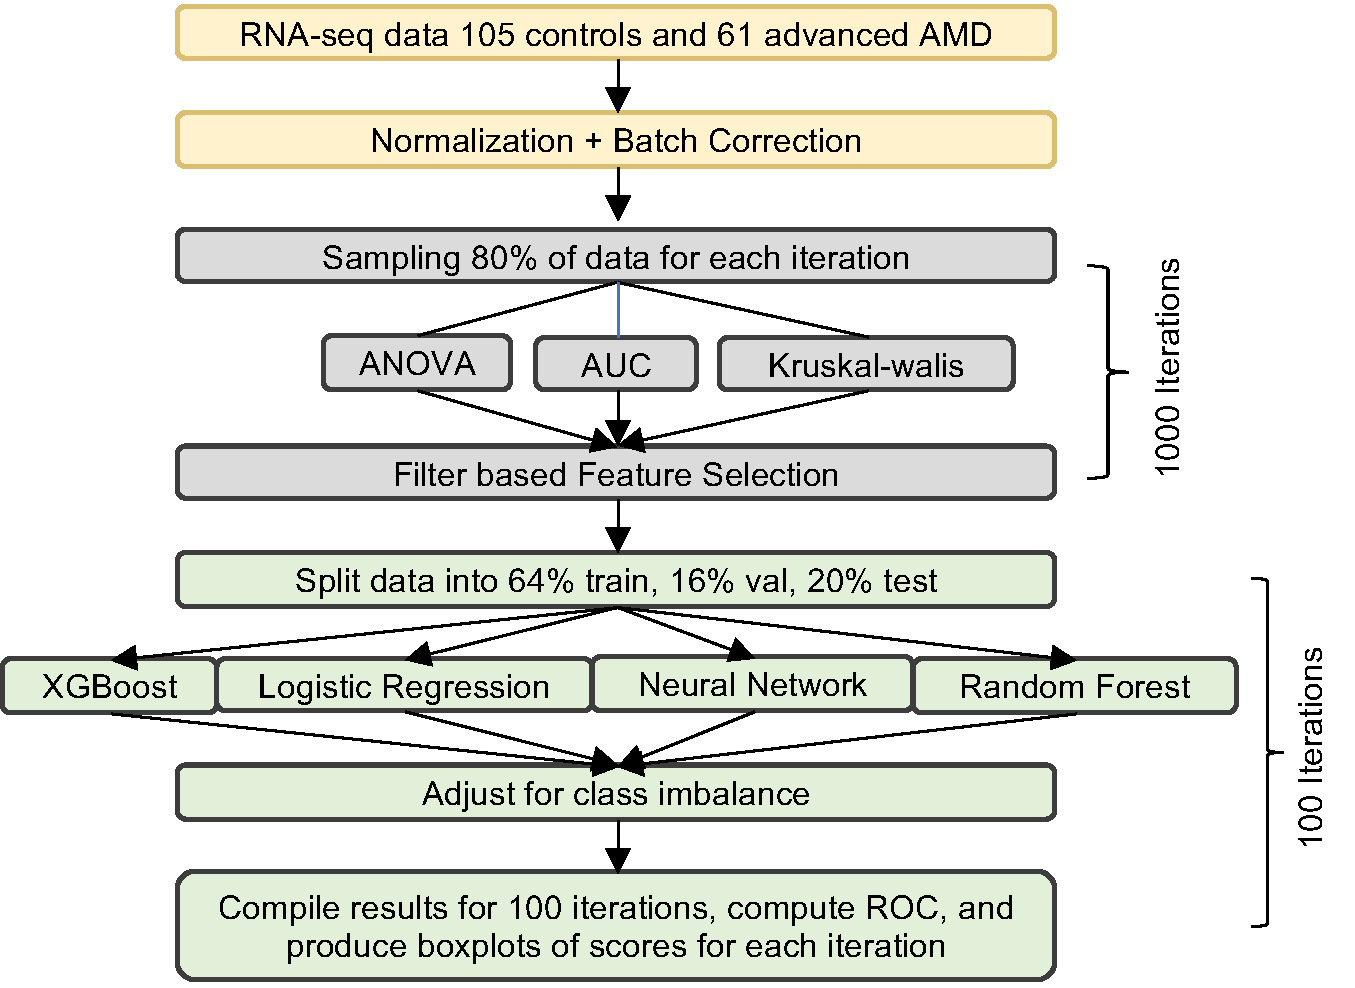 RNA-seq data 105 controls and 61 advanced AMD
Normalization + Batch Correction
Sampling 80% of data for each iteration
ANOVA
AUC
Kruskal-walis
Filter based Feature Selection
1000 Iterations
Split data into 64% train, 16% val, 20% test
XGBoost
Logistic Regression
Neural Network
Random Forest
Adjust for class imbalance
Compile results for 100 iterations, compute ROC, and
produce boxplots of scores for each iteration
100 Iterations